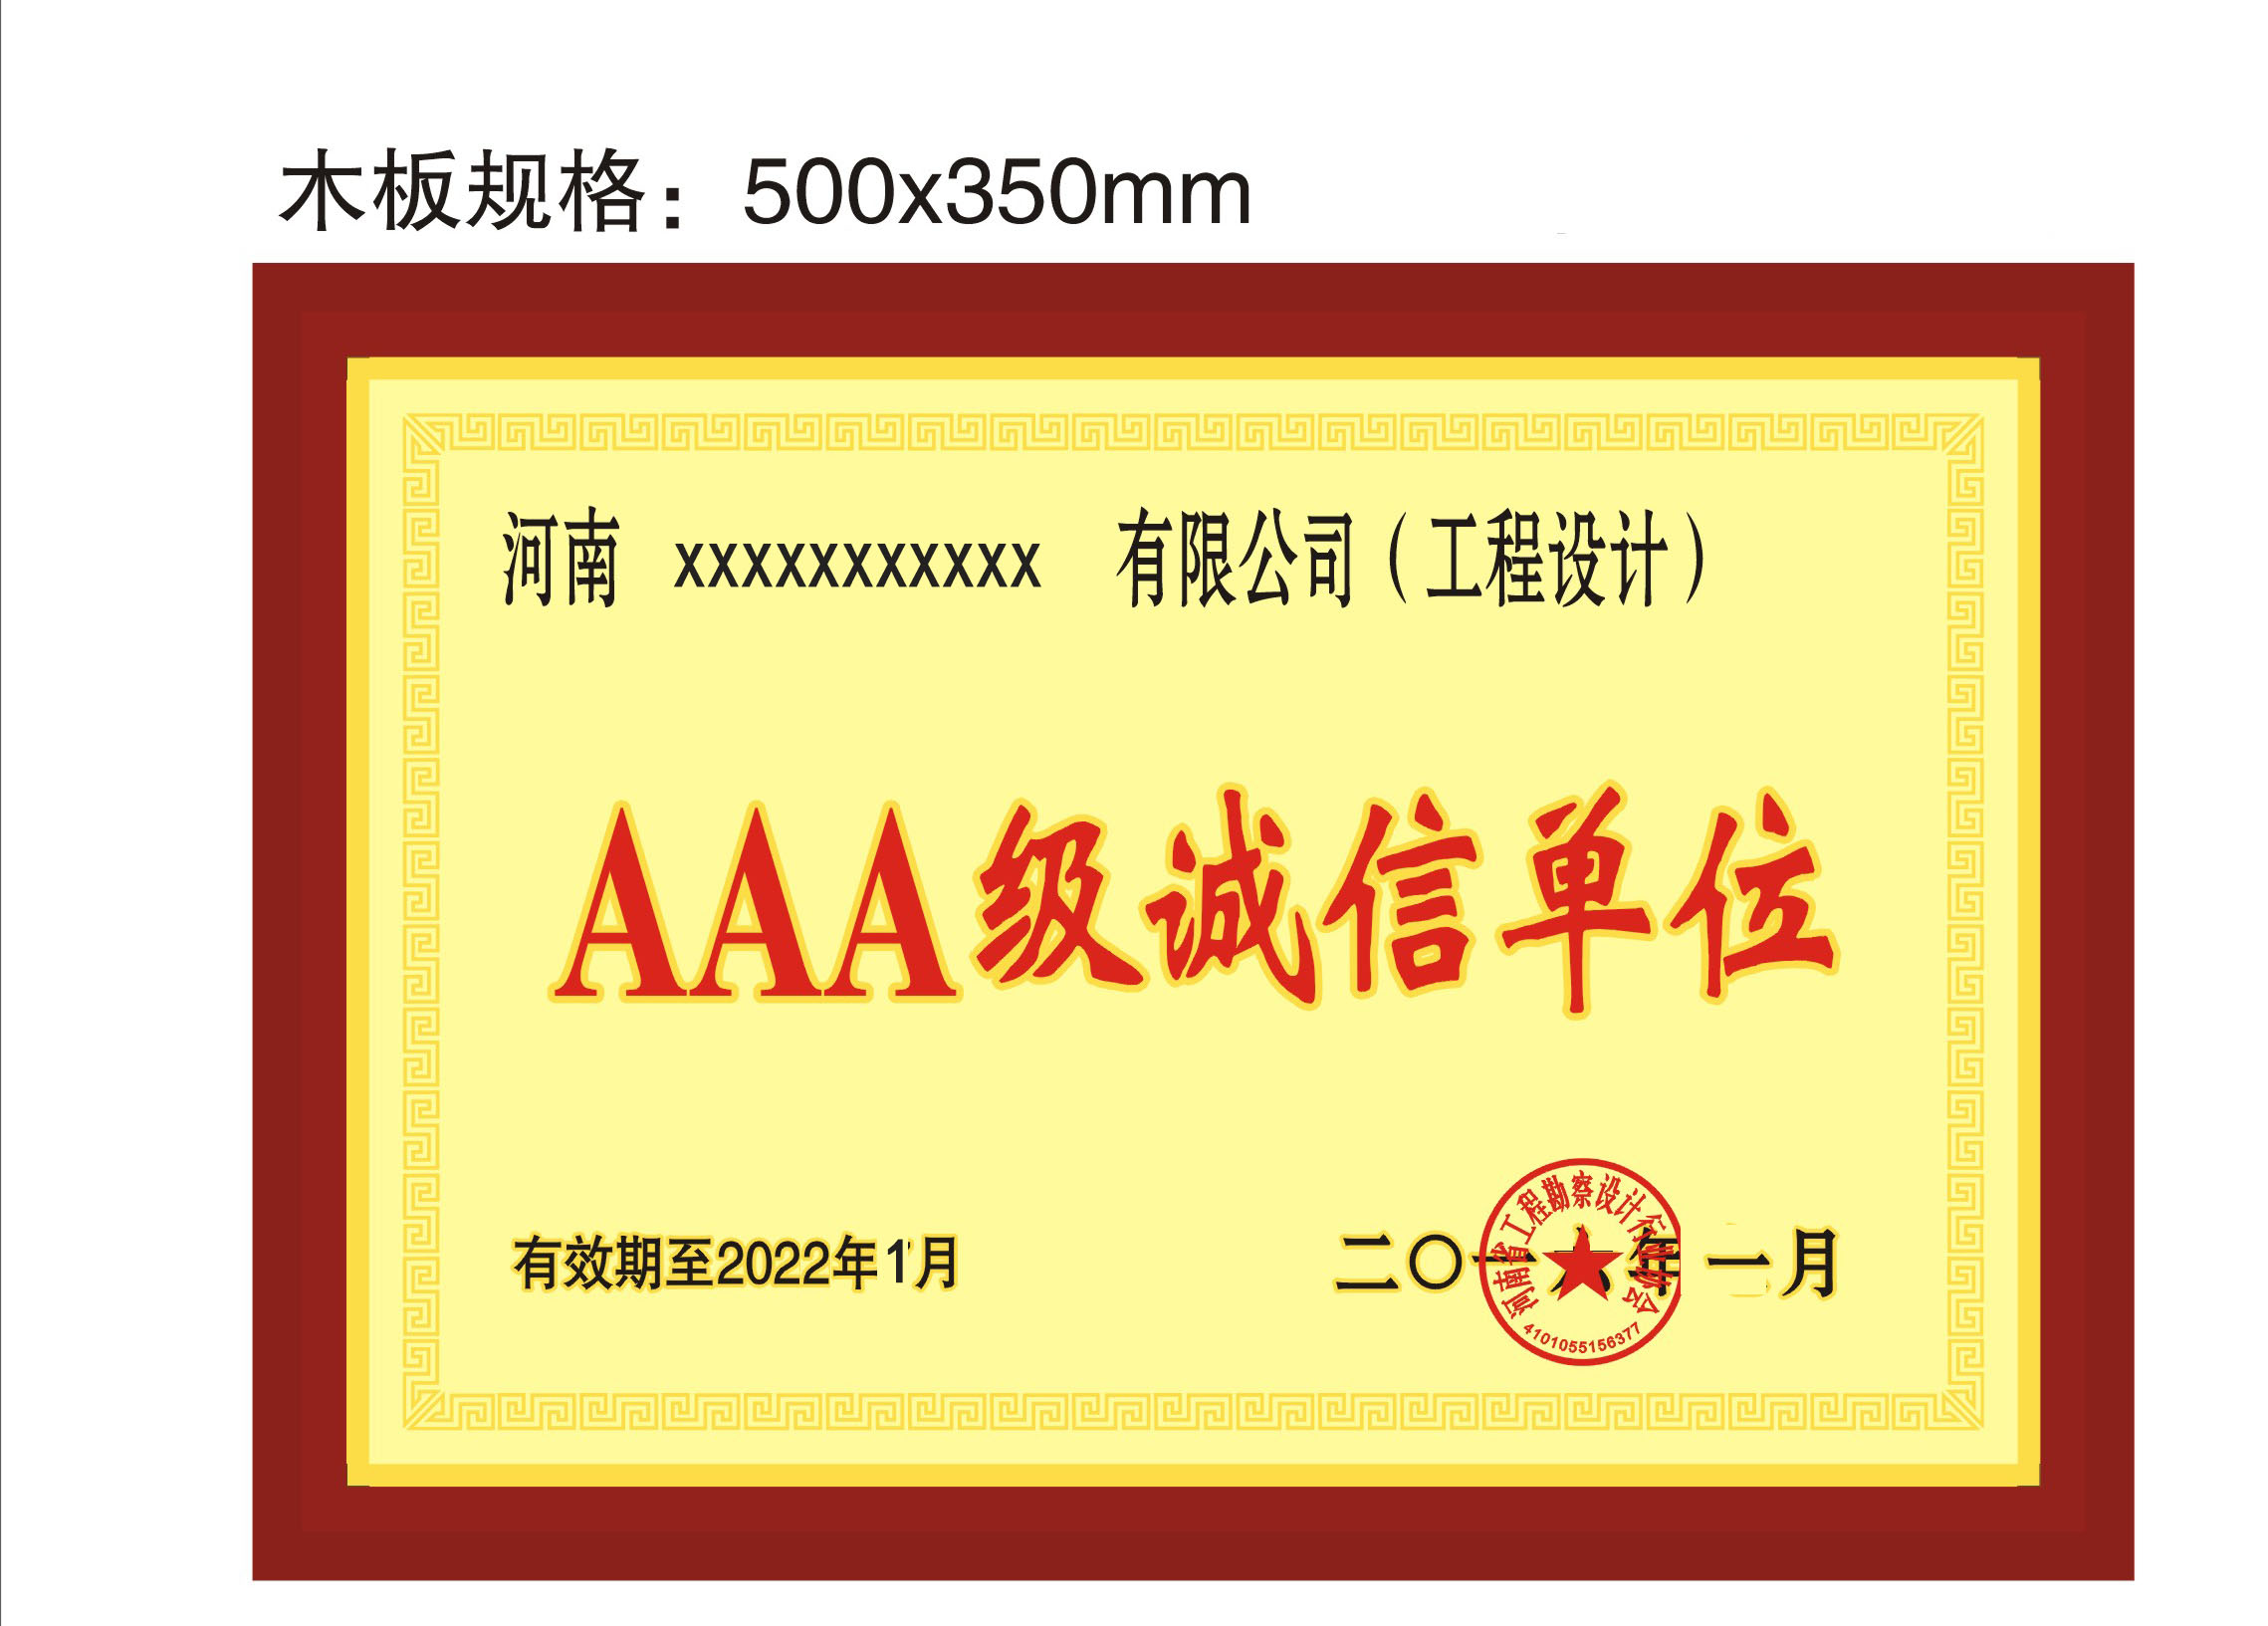 木板规格：500x350mm
河南 xxxxxxxxxxx 有限公司（工程设计）
AAA级诚信单位
有效期至2022年1月
二〇一八年一月
河南省工程勘察设计行业协会
4101055156377